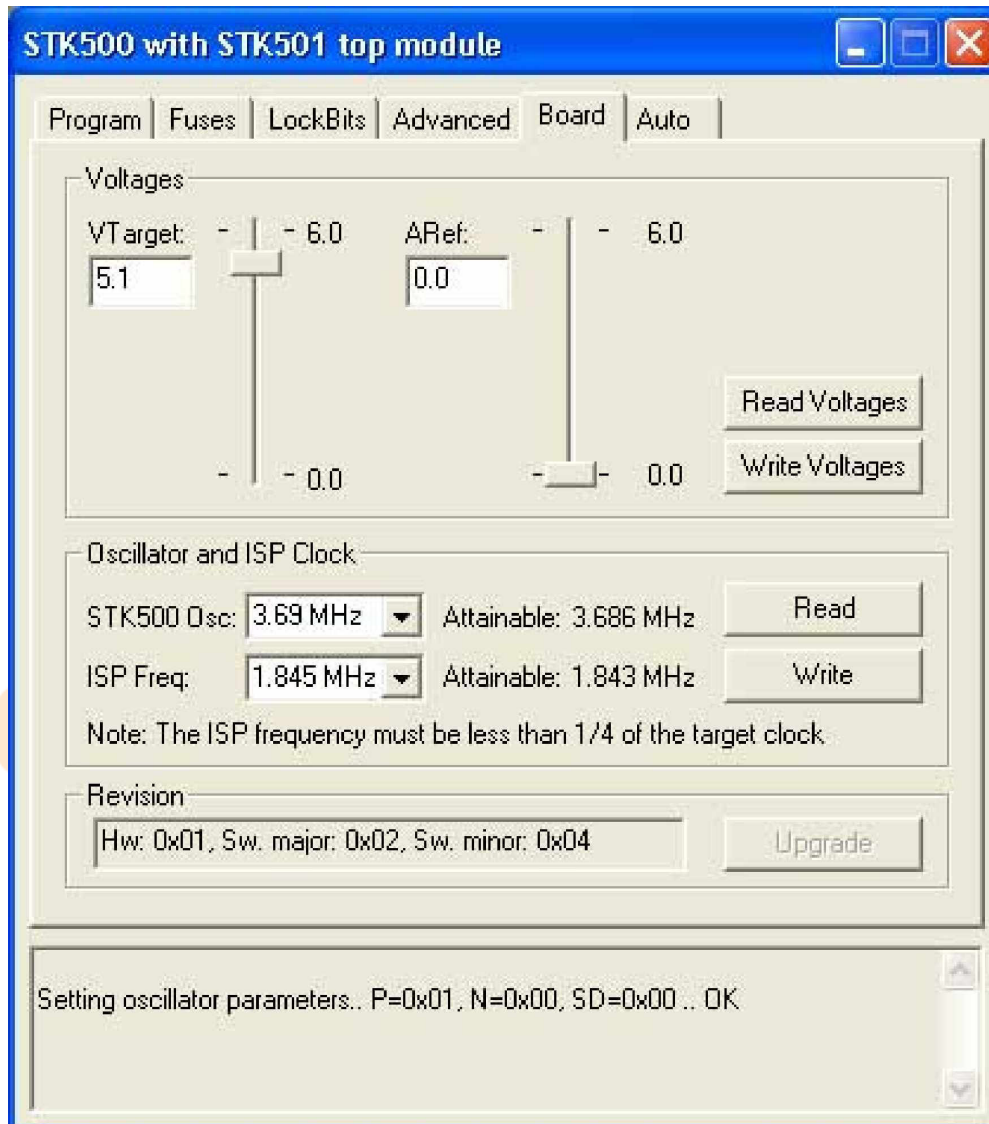 STK500 with STK501 top module
Program Fuses LockBits Advanced Board Auto
Voltages
VTarget: - - 6.0 ARef: - - 6.0
5.1 0.0
Read Voltages
- - 0.0 - - 0.0 Write Voltages
Oscillator and ISP Clock
STK500 Osc: 3.69 MHz Attainable: 3.686 MHz Read
ISP Freq: 1.845 MHz Attainable: 1.843 MHz Write
Note: The ISP frequency must be less than 1/4 of the target clock
Revision
Hw: 0x01, Sw. major: 0x02, Sw. minor: 0x04 Upgrade
Setting oscillator parameters.. P=0x01, N=0x00, SD=0x00 .. OK